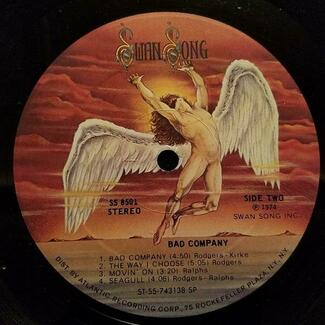 SWAN SONG
SS 8501
STEREO
SIDE TWO
℗ 1974
SWAN SONG INC.
BAD COMPANY
1. BAD COMPANY (4:50) Rodgers-Kirke
2. THE WAY I CHOOSE (5:05) Rodgers
3. MOVIN' ON (3:20) Ralphs
4. SEAGULL (4:06) Rodgers-Ralphs
ST-SS-743138 SP
DIST. BY ATLANTIC RECORDING CORP., 75 ROCKEFELLER PLAZA, N.Y., N.Y.